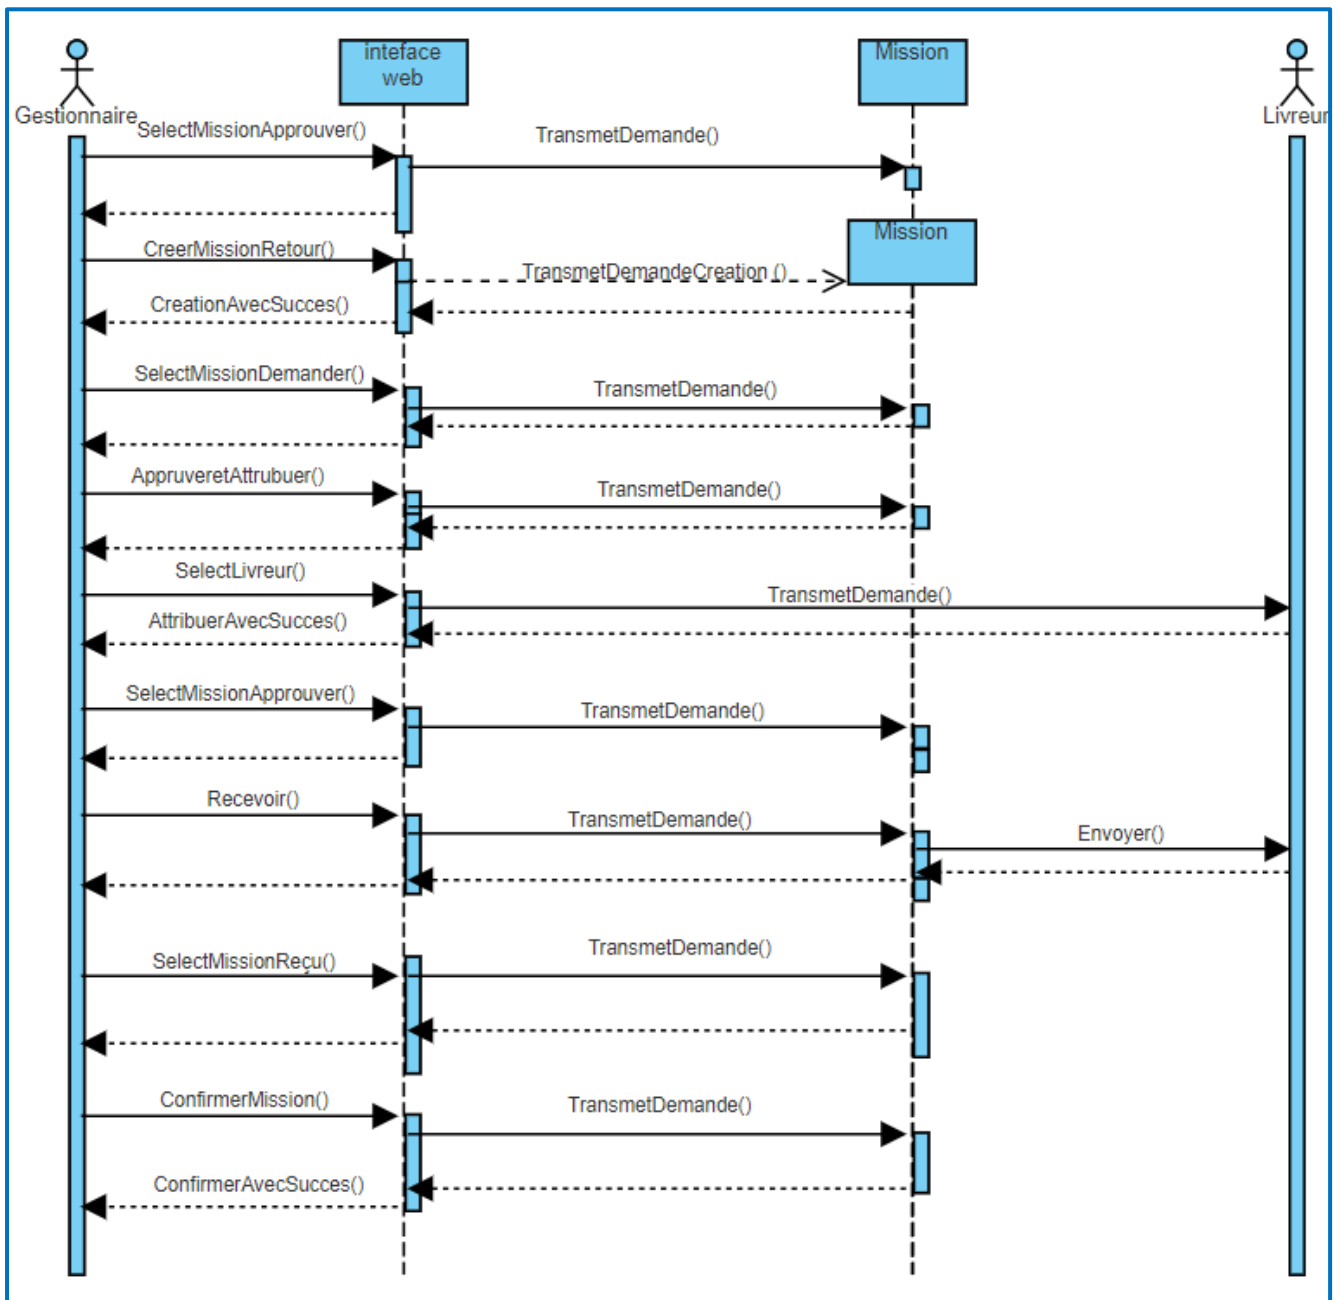 inteface
web
Mission
Gestionnaire
Livreur
SelectMissionApprouver()
TransmetDemande()
Mission
CreerMissionRetour()
TransmetDemandeCreation ()
CreationAvecSucces()
SelectMissionDemander()
TransmetDemande()
AppruveretAttrubuer()
TransmetDemande()
SelectLivreur()
TransmetDemande()
AttribuerAvecSucces()
SelectMissionApprouver()
TransmetDemande()
Recevoir()
TransmetDemande()
Envoyer()
SelectMissionReçu()
TransmetDemande()
ConfirmerMission()
TransmetDemande()
ConfirmerAvecSucces()